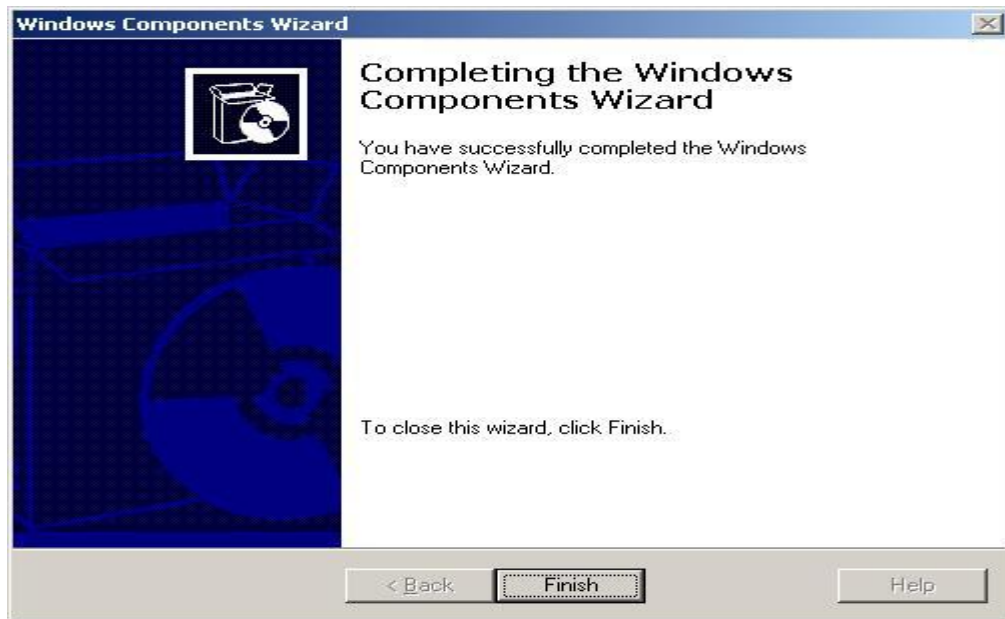 Windows Components Wizard
Completing the Windows
Components Wizard
You have successfully completed the Windows
Components Wizard.
To close this wizard, click Finish.
< Back
Finish
Help